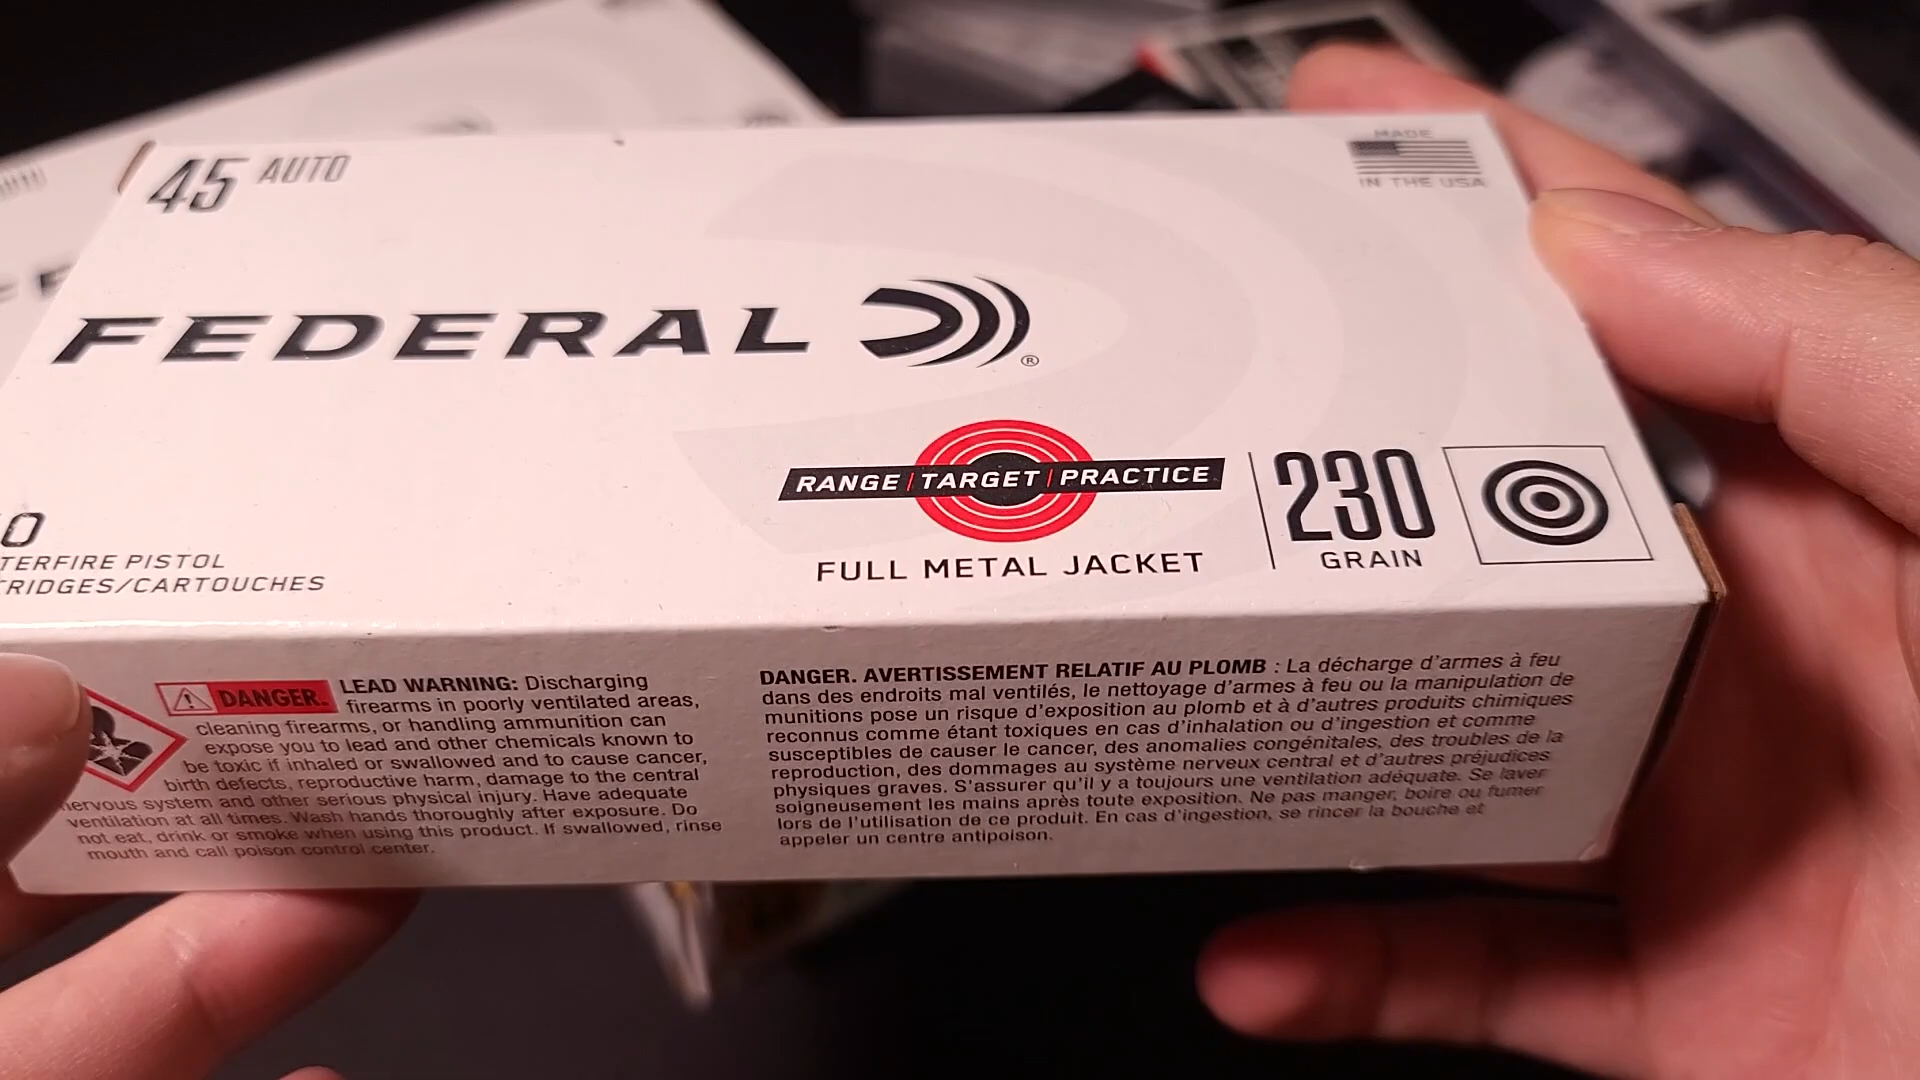 45 AUTO
MADE
IN THE USA
FEDERAL ®
RANGE | TARGET | PRACTICE
FULL METAL JACKET
230
GRAIN
0
TERFIRE PISTOL
RIDGES/CARTOUCHES
DANGER. LEAD WARNING: Discharging
firearms in poorly ventilated areas,
cleaning firearms, or handling ammunition can
expose you to lead and other chemicals known to
be toxic if inhaled or swallowed and to cause cancer,
birth defects, reproductive harm, damage to the central
nervous system and other serious physical injury. Have adequate
ventilation at all times. Wash hands thoroughly after exposure. Do
not eat, drink or smoke when using this product. If swallowed, rinse
mouth and call poison control center.
DANGER. AVERTISSEMENT RELATIF AU PLOMB : La décharge d'armes à feu
dans des endroits mal ventilés, le nettoyage d'armes à feu ou la manipulation de
munitions pose un risque d'exposition au plomb et à d'autres produits chimiques
reconnus comme étant toxiques en cas d'inhalation ou d'ingestion et comme
susceptibles de causer le cancer, des anomalies congénitales, des troubles de la
reproduction, des dommages au système nerveux central et d'autres préjudices
physiques graves. S'assurer qu'il y a toujours une ventilation adéquate. Se laver
soigneusement les mains après toute exposition. Ne pas manger, boire ou fumer
lors de l'utilisation de ce produit. En cas d'ingestion, se rincer la bouche et
appeler un centre antipoison.